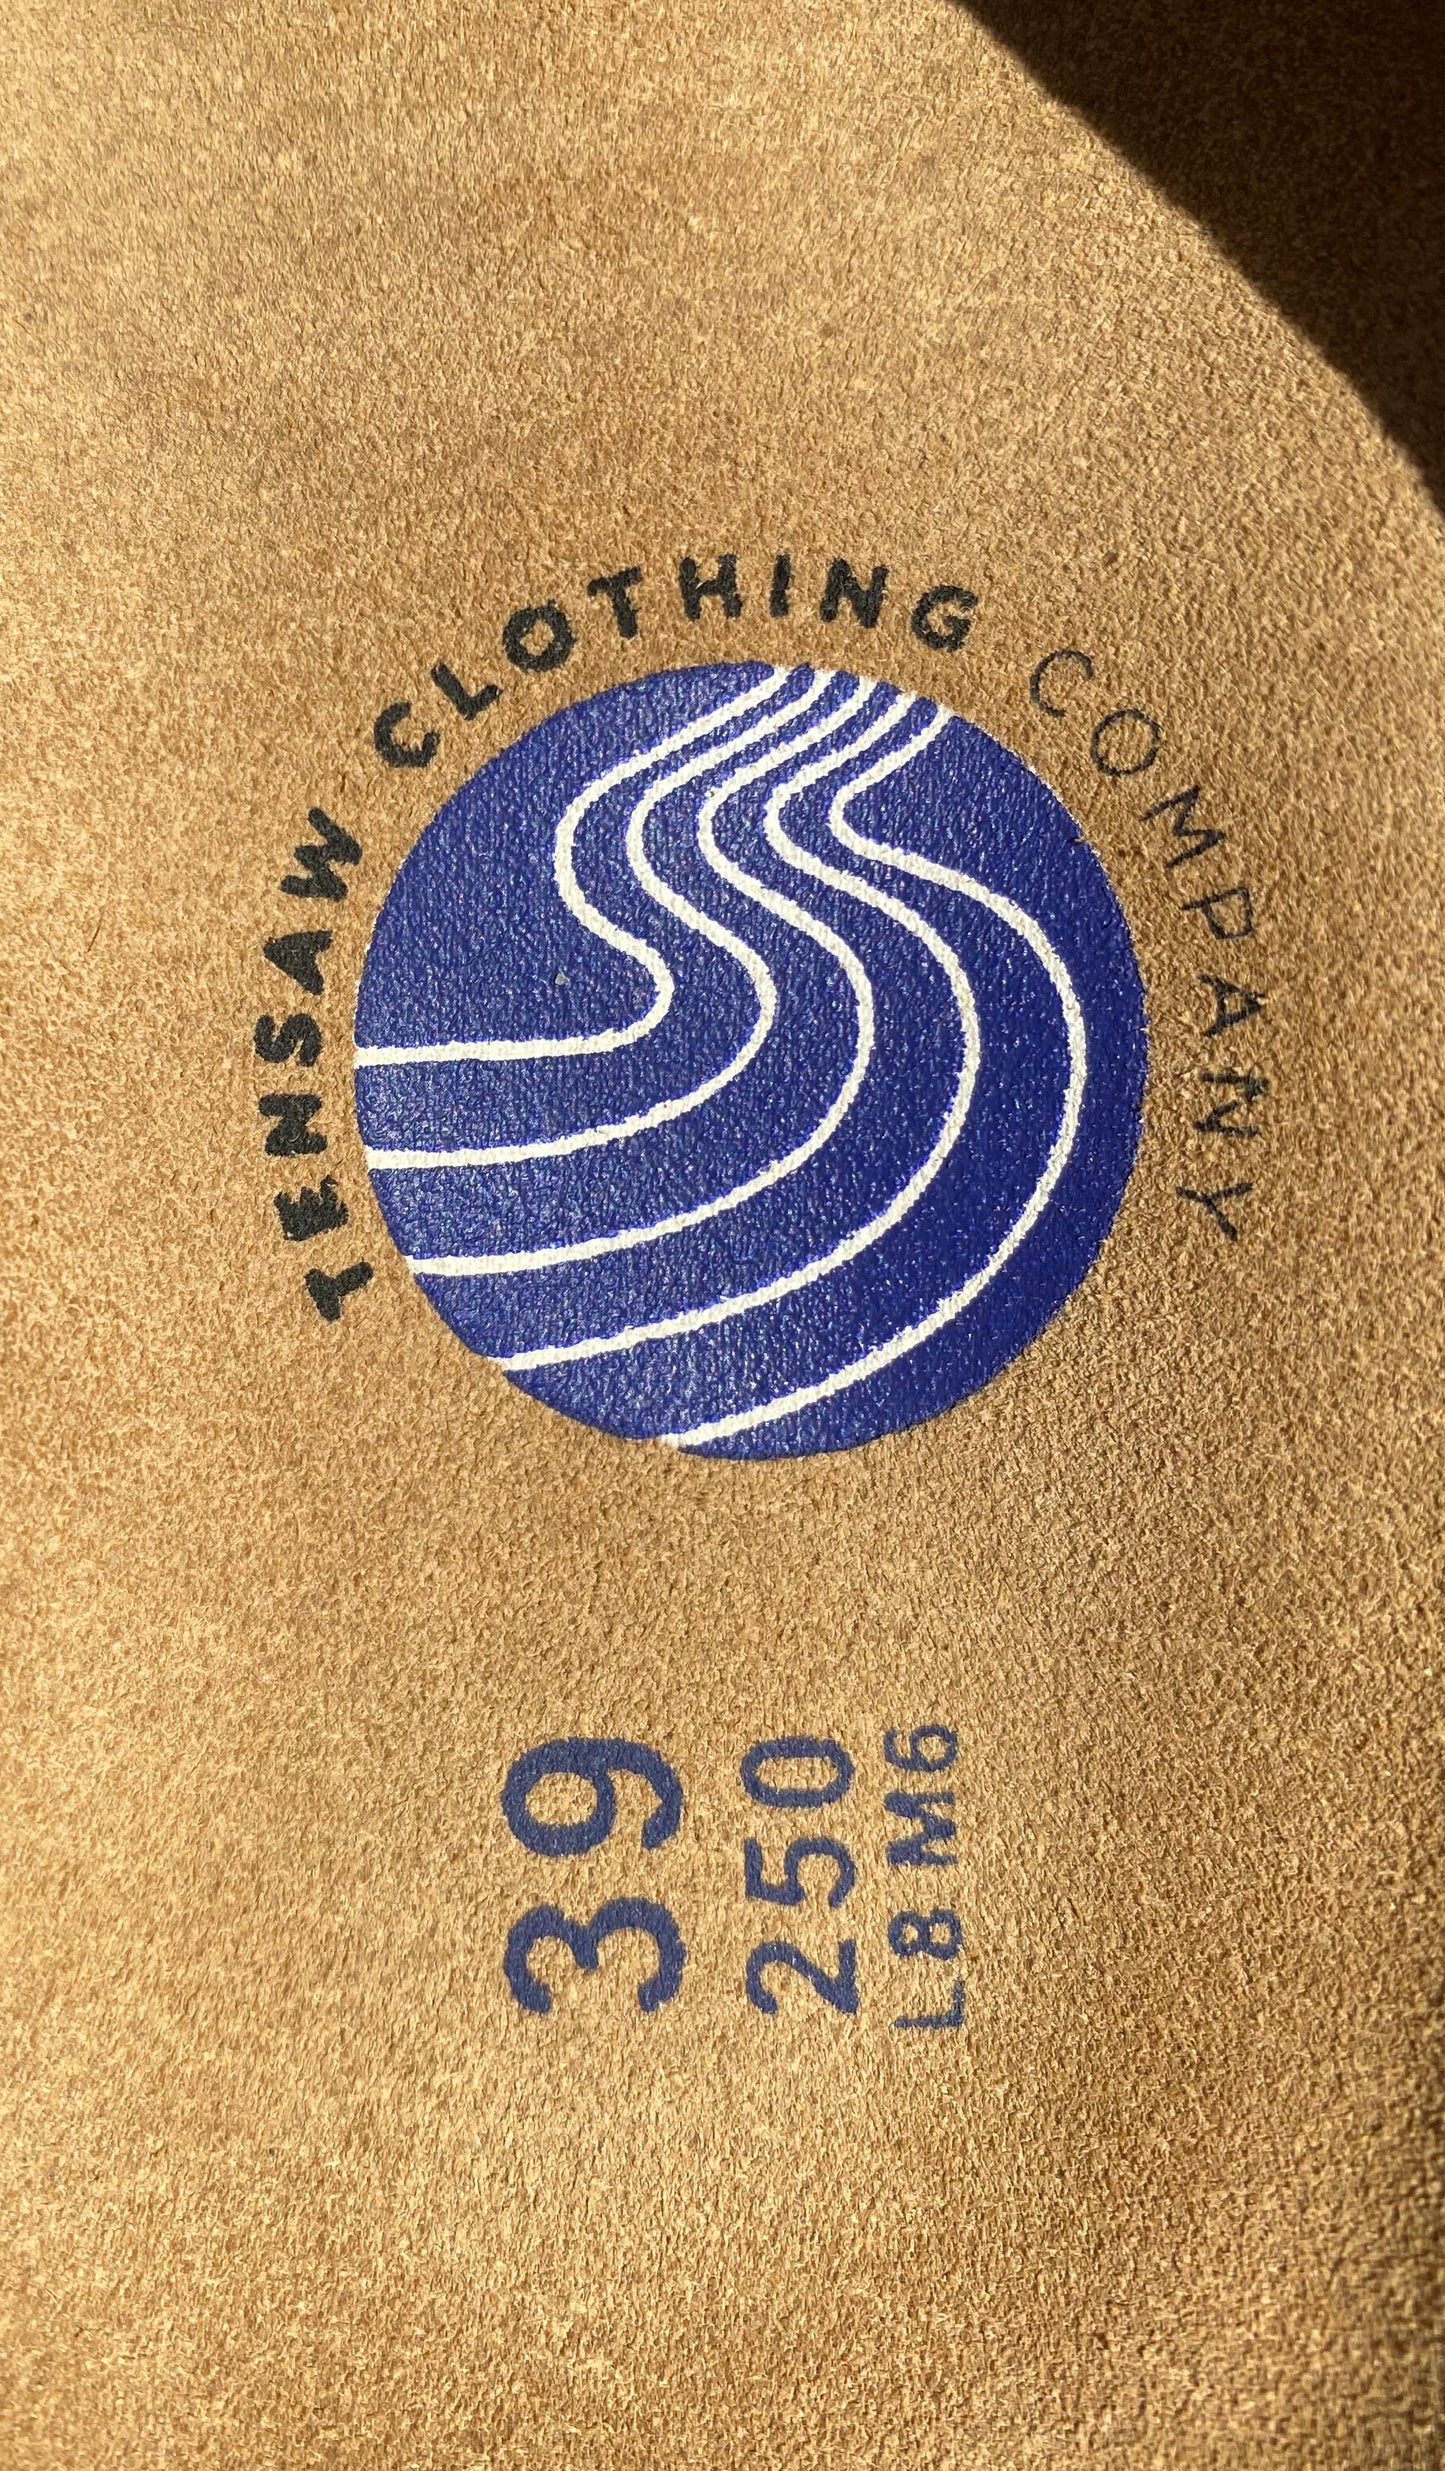 TENSAW CLOTHING COMPANY
39
250
L8 M6